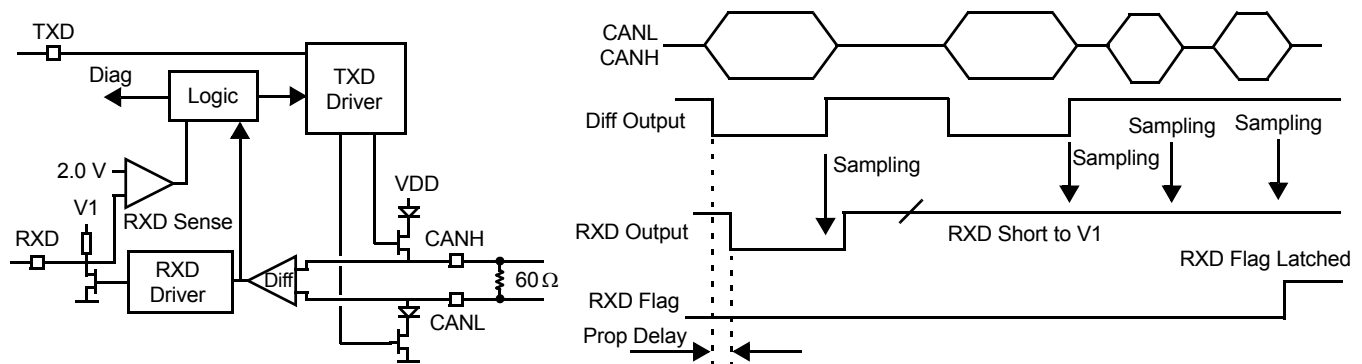 TXD
Diag
Logic
TXD
Driver
2.0 V
V1
RXD Sense
RXD
RXD
Driver
Diff
VDD
CANH
60 Ω
CANL
CANL
CANH
Diff Output
Sampling
Sampling
Sampling
Sampling
RXD Output
RXD Short to V1
RXD Flag Latched
RXD Flag
Prop Delay